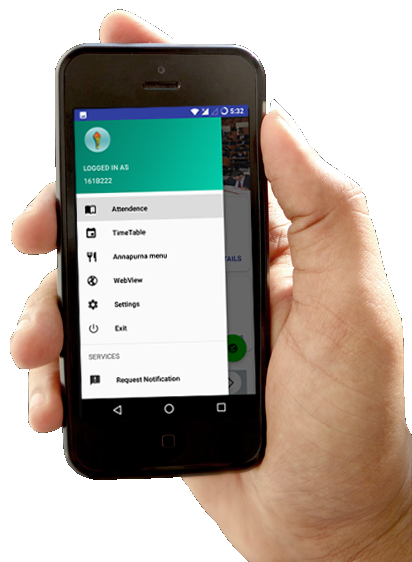 5:32
LOGGED IN AS
161B222
TAILS
Attendence
TimeTable
Annapurna menu
WebView
Settings
Exit
SERVICES
Request Notification